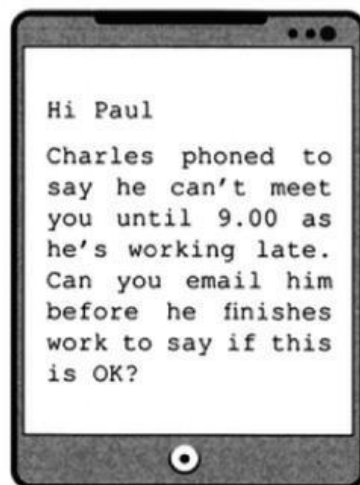 Hi Paul
Charles phoned to
say he can't meet
you until 9.00 as
he's working late.
Can you email him
before he finishes
work to say if this
is OK?